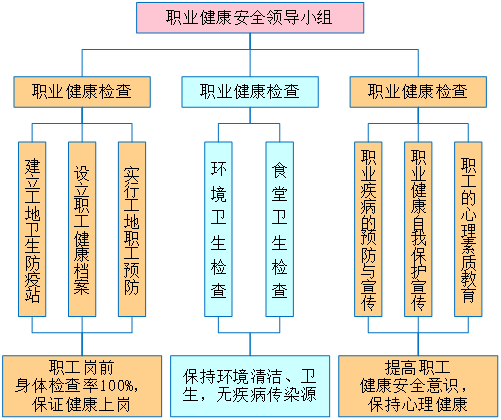 职业健康安全领导小组
职业健康检查
职业健康检查
职业健康检查
建立工地卫生防疫站
设立职工健康档案
实行工地职工预防
环境卫生检查
食堂卫生检查
职业疾病的预防与宣传
职业健康自我保护宣传
职工的心理素质教育
职工岗前
身体检查率100%,
保证健康上岗
保持环境清洁、卫
生，无疾病传染源
提高职工
健康安全意识，
保持心理健康